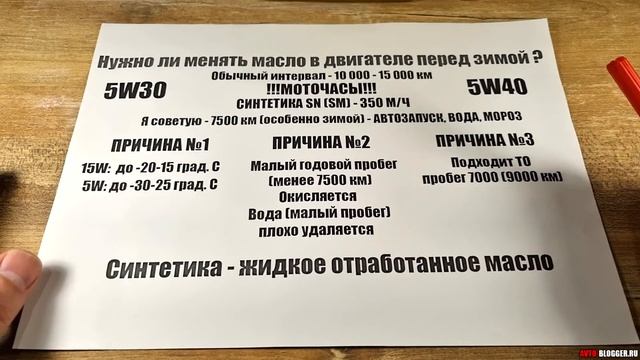 Нужно ли менять масло в двигателе перед зимой ?
Обычный интервал - 10 000 - 15 000 км
5W30
!!!МОТОЧАСЫ!!!
5W40
СИНТЕТИКА SN (SM) - 350 М/Ч
Я советую - 7500 км (особенно зимой) - АВТОЗАПУСК, ВОДА, МОРОЗ
ПРИЧИНА №1
15W: до -20-15 град. С
5W: до -30-25 град. С
ПРИЧИНА №2
Малый годовой пробег
(менее 7500 км)
Окисляется
Вода (малый пробег)
плохо удаляется
ПРИЧИНА №3
Подходит ТО
пробег 7000 (9000 км)
Синтетика - жидкое отработанное масло
AVTO-BLOGGER.RU